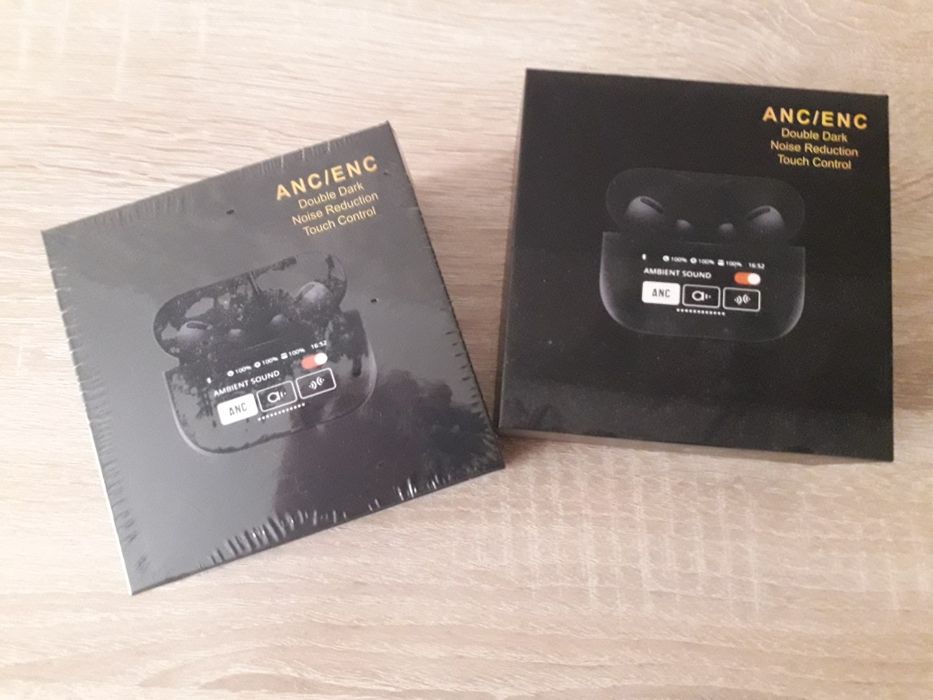 ANC/ENC
Double Dark
Noise Reduction
Touch Control
100% 100% 100% 16:52
AMBIENT SOUND
ANC
ANC/ENC
Double Dark
Noise Reduction
Touch Control
100% 100% 100% 16:52
AMBIENT SOUND
ANC